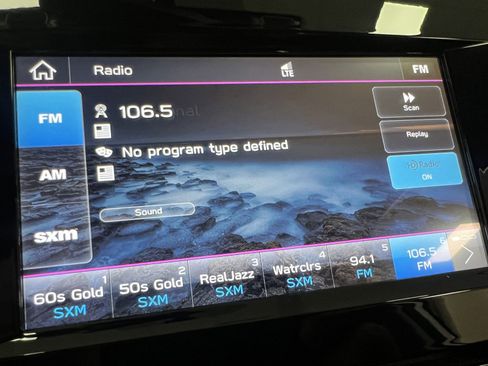 Radio
LTE
FM
FM
106.5
Scan
AM
No program type defined
Replay
HD Radio
ON
sxm
Sound
60s Gold 1
SXM
50s Gold 2
SXM
RealJazz 3
SXM
Watrclrs 4
SXM
94.1 5
FM
106.5 6
FM